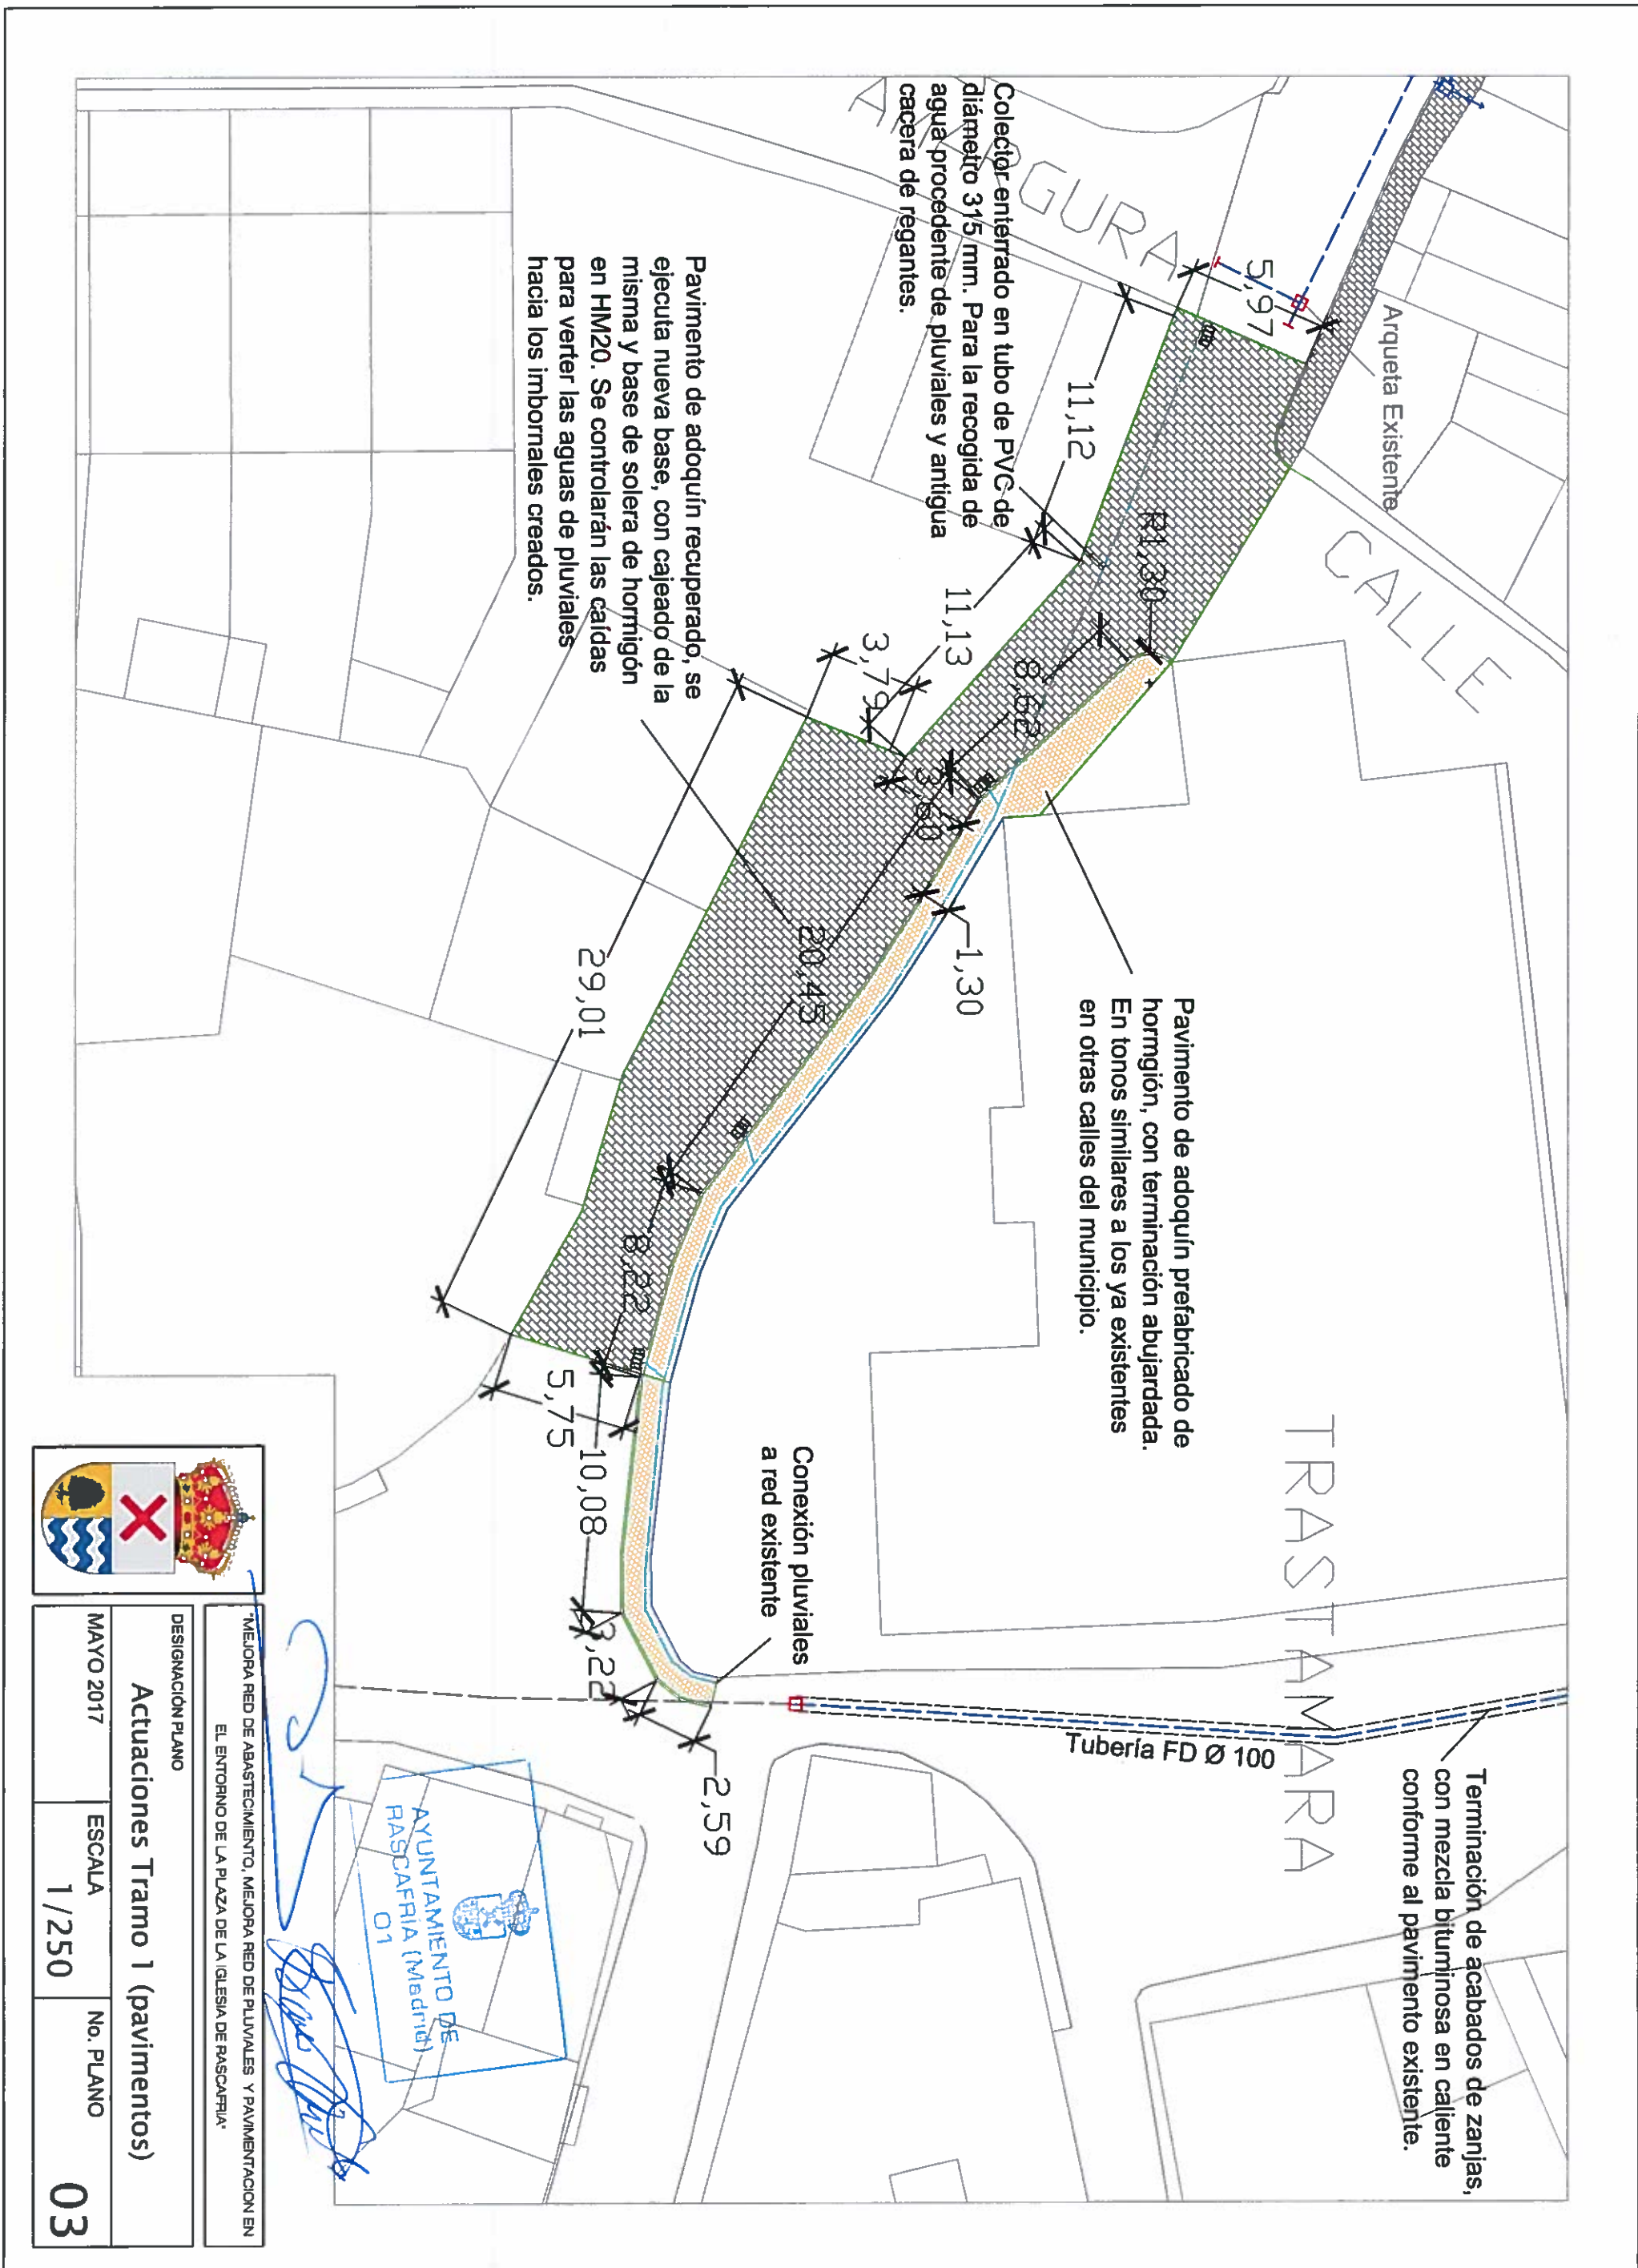 CALLE
TRASTAMARA
AMARGURA
Arqueta Existente
Terminación de acabados de zanjas,
con mezcla bituminosa en caliente
conforme al pavimento existente.
Tubería FD Ø 100
Pavimento de adoquín prefabricado de
hormgión, con terminación abujardada.
En tonos similares a los ya existentes
en otras calles del municipio.
Colector enterrado en tubo de PVC de
diámetro 315 mm. Para la recogida de
agua procedente de pluviales y antigua
cacera de regantes.
Conexión pluviales
a red existente
Pavimento de adoquín recuperado, se
ejecuta nueva base, con cajeado de la
misma y base de solera de hormigón
en HM20. Se controlarán las caídas
para verter las aguas de pluviales
hacia los imbornales creados.
5,97
11,12
R1,30
11,13
8,62
3,79
3,60
1,30
20,45
29,01
8,22
5,75
10,08
3,22
2,59
AYUNTAMIENTO DE
RASCAFRIA (Madrid)
01
"MEJORA RED DE ABASTECIMIENTO, MEJORA RED DE PLUVIALES Y PAVIMENTACION EN
EL ENTORNO DE LA PLAZA DE LA IGLESIA DE RASCAFRIA"
DESIGNACIÓN PLANO
Actuaciones Tramo 1 (pavimentos)
MAYO 2017
ESCALA
1/250
No. PLANO
03